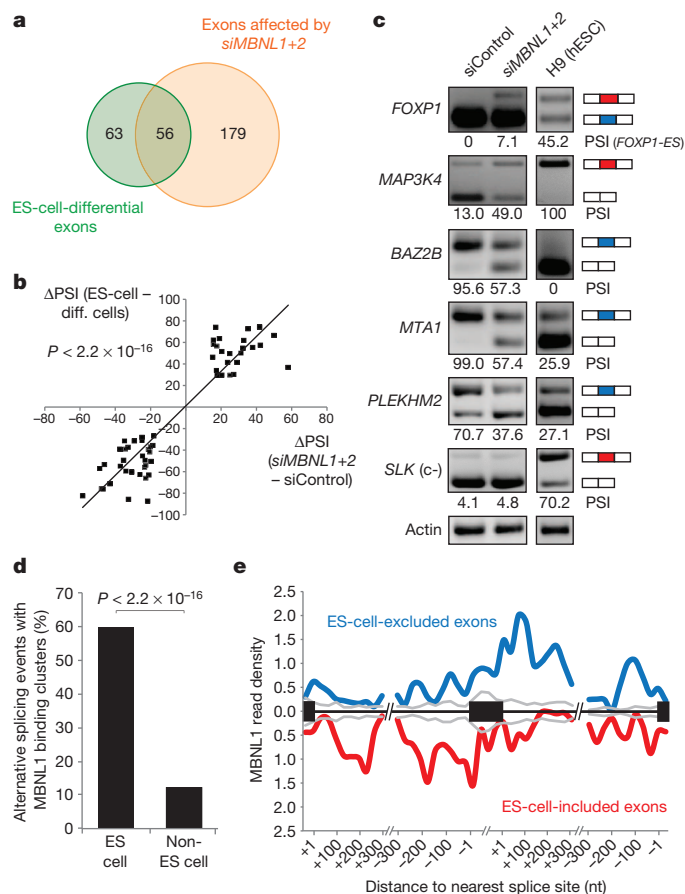 a
Exons affected by
siMBNL1+2
63
56
179
ES-cell-differential
exons
b
ΔPSI (ES-cell –
diff. cells)
P < 2.2 × 10−16
100
80
60
40
20
−80
−60
−40
−20
20
40
60
80
−20
−40
−60
−80
−100
ΔPSI
(siMBNL1+2
– siControl)
c
siControl
siMBNL1+2
H9 (hESC)
FOXP1
0
7.1
45.2
PSI (FOXP1-ES)
MAP3K4
13.0
49.0
100
PSI
BAZ2B
95.6
57.3
0
PSI
MTA1
99.0
57.4
25.9
PSI
PLEKHM2
70.7
37.6
27.1
PSI
SLK (c-)
4.1
4.8
70.2
PSI
Actin
d
Alternative splicing events with
MBNL1 binding clusters (%)
70
60
50
40
30
20
10
0
P < 2.2 × 10−16
ES
cell
Non-
ES cell
e
MBNL1 read density
2.5
2.0
1.5
1.0
0.5
0.0
0.5
1.0
1.5
2.0
2.5
ES-cell-excluded exons
ES-cell-included exons
+1
+100
+200
+300
−300
−200
−100
−1
+1
+100
+200
+300
−300
−200
−100
−1
Distance to nearest splice site (nt)